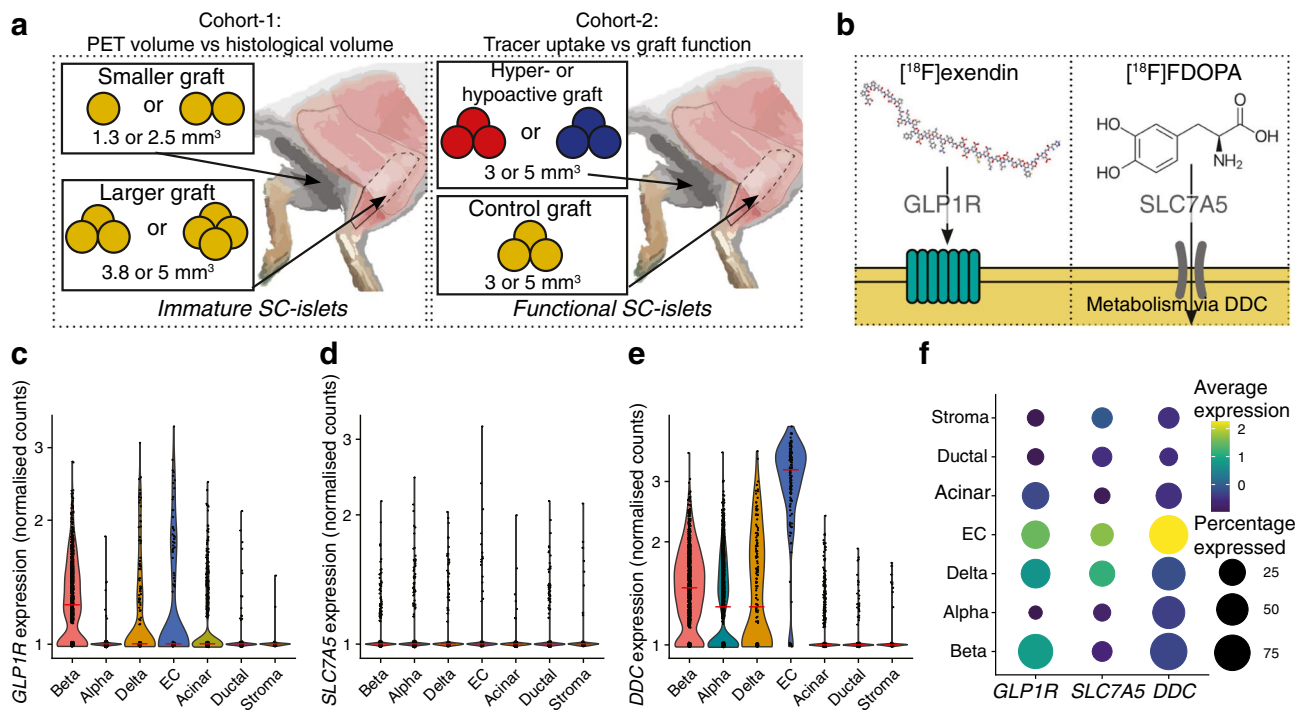 a
Cohort-1:
PET volume vs histological volume
Smaller graft
or
1.3 or 2.5 mm³
Larger graft
or
3.8 or 5 mm³
Immature SC-islets
Cohort-2:
Tracer uptake vs graft function
Hyper- or
hypoactive graft
or
3 or 5 mm³
Control graft
3 or 5 mm³
Functional SC-islets
b
[¹⁸F]exendin
GLP1R
[¹⁸F]FDOPA
O
HO
OH
NH₂
HO
SLC7A5
Metabolism via DDC
c
GLP1R expression (normalised counts)
3
2
1
Beta Alpha Delta EC Acinar Ductal Stroma
d
SLC7A5 expression (normalised counts)
3
2
1
Beta Alpha Delta EC Acinar Ductal Stroma
e
DDC expression (normalised counts)
3
2
1
Beta Alpha Delta EC Acinar Ductal Stroma
f
Stroma
Ductal
Acinar
EC
Delta
Alpha
Beta
GLP1R SLC7A5 DDC
Average
expression
2
1
0
Percentage
expressed
25
50
75